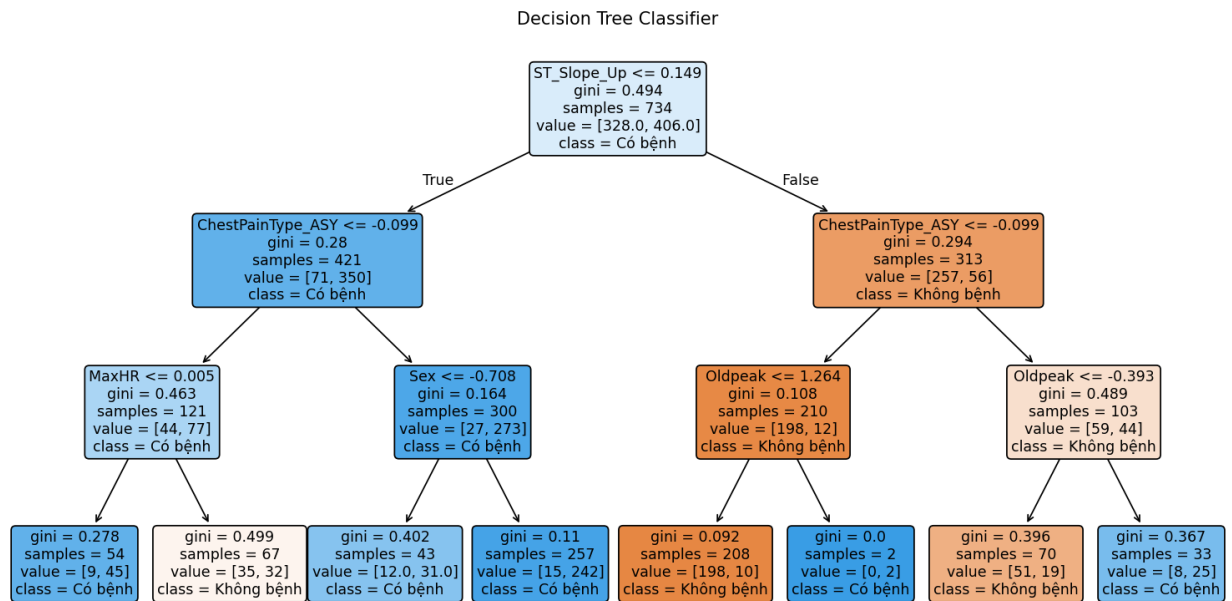 Decision Tree Classifier
ST_Slope_Up <= 0.149
gini = 0.494
samples = 734
value = [328.0, 406.0]
class = Có bệnh
True
False
ChestPainType_ASY <= -0.099
gini = 0.28
samples = 421
value = [71, 350]
class = Có bệnh
ChestPainType_ASY <= -0.099
gini = 0.294
samples = 313
value = [257, 56]
class = Không bệnh
MaxHR <= 0.005
gini = 0.463
samples = 121
value = [44, 77]
class = Có bệnh
Sex <= -0.708
gini = 0.164
samples = 300
value = [27, 273]
class = Có bệnh
Oldpeak <= 1.264
gini = 0.108
samples = 210
value = [198, 12]
class = Không bệnh
Oldpeak <= -0.393
gini = 0.489
samples = 103
value = [59, 44]
class = Không bệnh
gini = 0.278
samples = 54
value = [9, 45]
class = Có bệnh
gini = 0.499
samples = 67
value = [35, 32]
class = Không bệnh
gini = 0.402
samples = 43
value = [12.0, 31.0]
class = Có bệnh
gini = 0.11
samples = 257
value = [15, 242]
class = Có bệnh
gini = 0.092
samples = 208
value = [198, 10]
class = Không bệnh
gini = 0.0
samples = 2
value = [0, 2]
class = Có bệnh
gini = 0.396
samples = 70
value = [51, 19]
class = Không bệnh
gini = 0.367
samples = 33
value = [8, 25]
class = Có bệnh